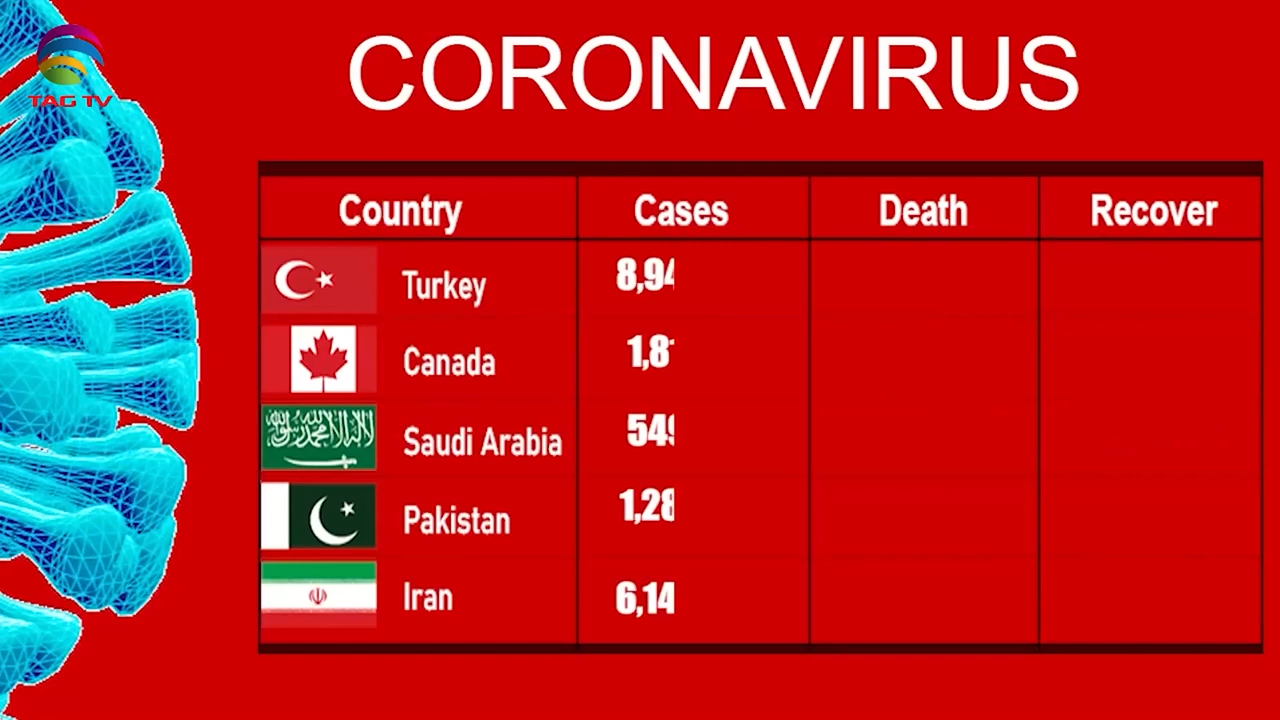 TAG TV
CORONAVIRUS
Country Cases Death Recover
Turkey 8,94
Canada 1,8
Saudi Arabia 54
Pakistan 1,28
Iran 6,14